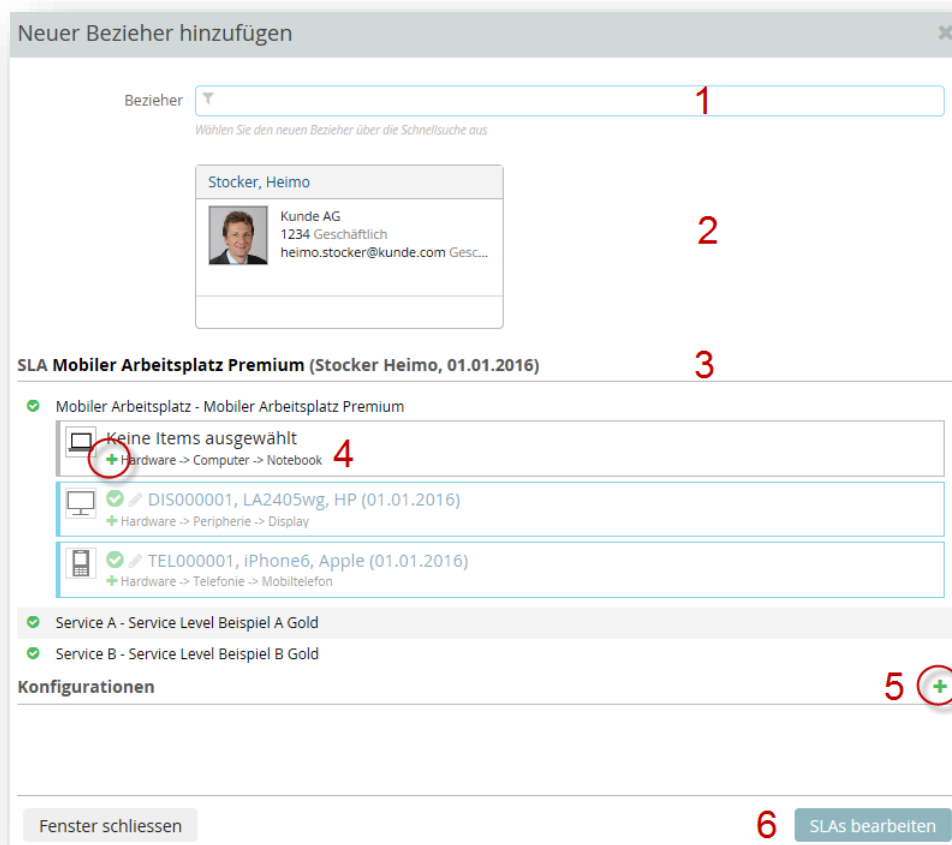 Neuer Bezieher hinzufügen
Bezieher 1
Wählen Sie den neuen Bezieher über die Schnellsuche aus
Stocker, Heimo
Kunde AG
1234 Geschäftlich
heimo.stocker@kunde.com Gesc...
2
SLA Mobiler Arbeitsplatz Premium (Stocker Heimo, 01.01.2016) 3
Mobiler Arbeitsplatz - Mobiler Arbeitsplatz Premium
Keine Items ausgewählt
Hardware -> Computer -> Notebook 4
DIS000001, LA2405wg, HP (01.01.2016)
Hardware -> Peripherie -> Display
TEL000001, iPhone6, Apple (01.01.2016)
Hardware -> Telefonie -> Mobiltelefon
Service A - Service Level Beispiel A Gold
Service B - Service Level Beispiel B Gold
Konfigurationen 5
Fenster schliessen 6 SLAs bearbeiten